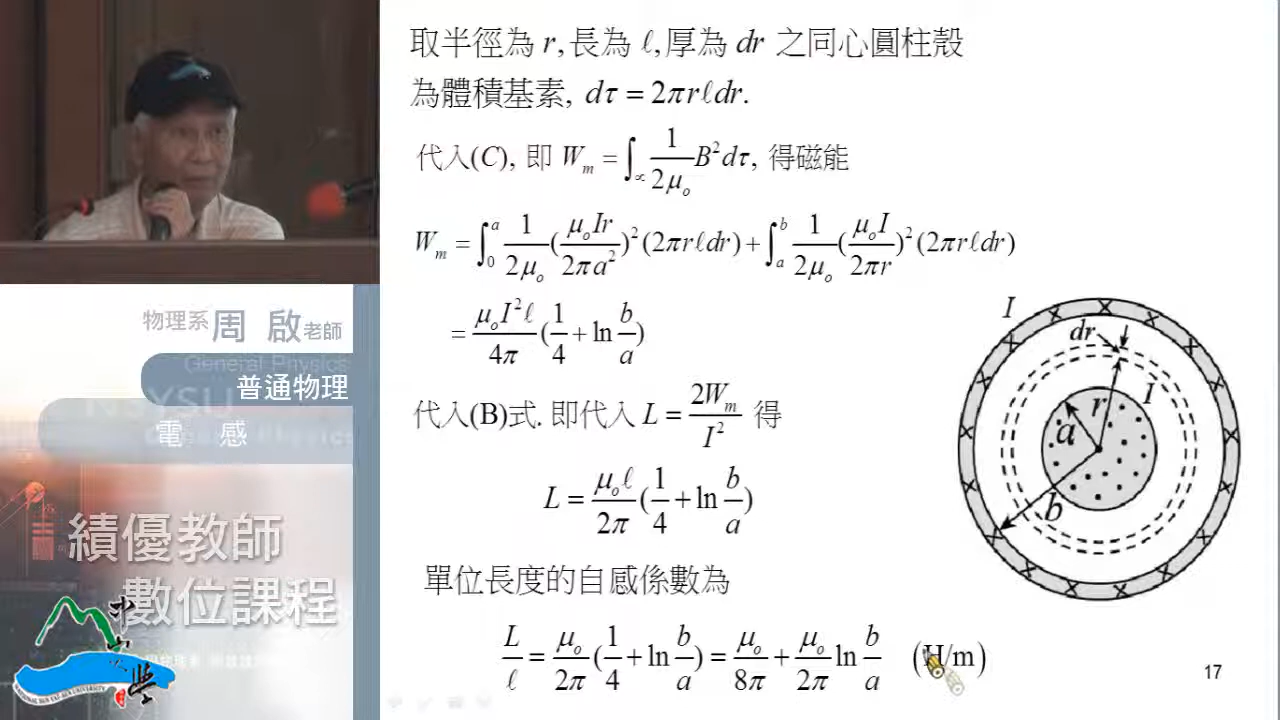 取半徑為 r, 長為 ℓ, 厚為 dr 之同心圓柱殼
為體積基素, dτ = 2πrℓdr.
代入(C), 即 W_m = ∫_∞ 1/(2μ_o) B² dτ, 得磁能
W_m = ∫_0^a 1/(2μ_o) (μ_o I r/(2πa²))² (2πrℓdr) + ∫_a^b 1/(2μ_o) (μ_o I/(2πr))² (2πrℓdr)
= μ_o I² ℓ/(4π) (1/4 + ln b/a)
代入(B)式. 即代入 L = 2W_m/I² 得
L = μ_o ℓ/(2π) (1/4 + ln b/a)
單位長度的自感係數為
L/ℓ = μ_o/(2π) (1/4 + ln b/a) = μ_o/(8π) + μ_o/(2π) ln b/a (H/m)
I
dr
r
I
a
b
17
物理系 周 啟 老師
General Physics
普通物理
電 感
績優教師
數位課程